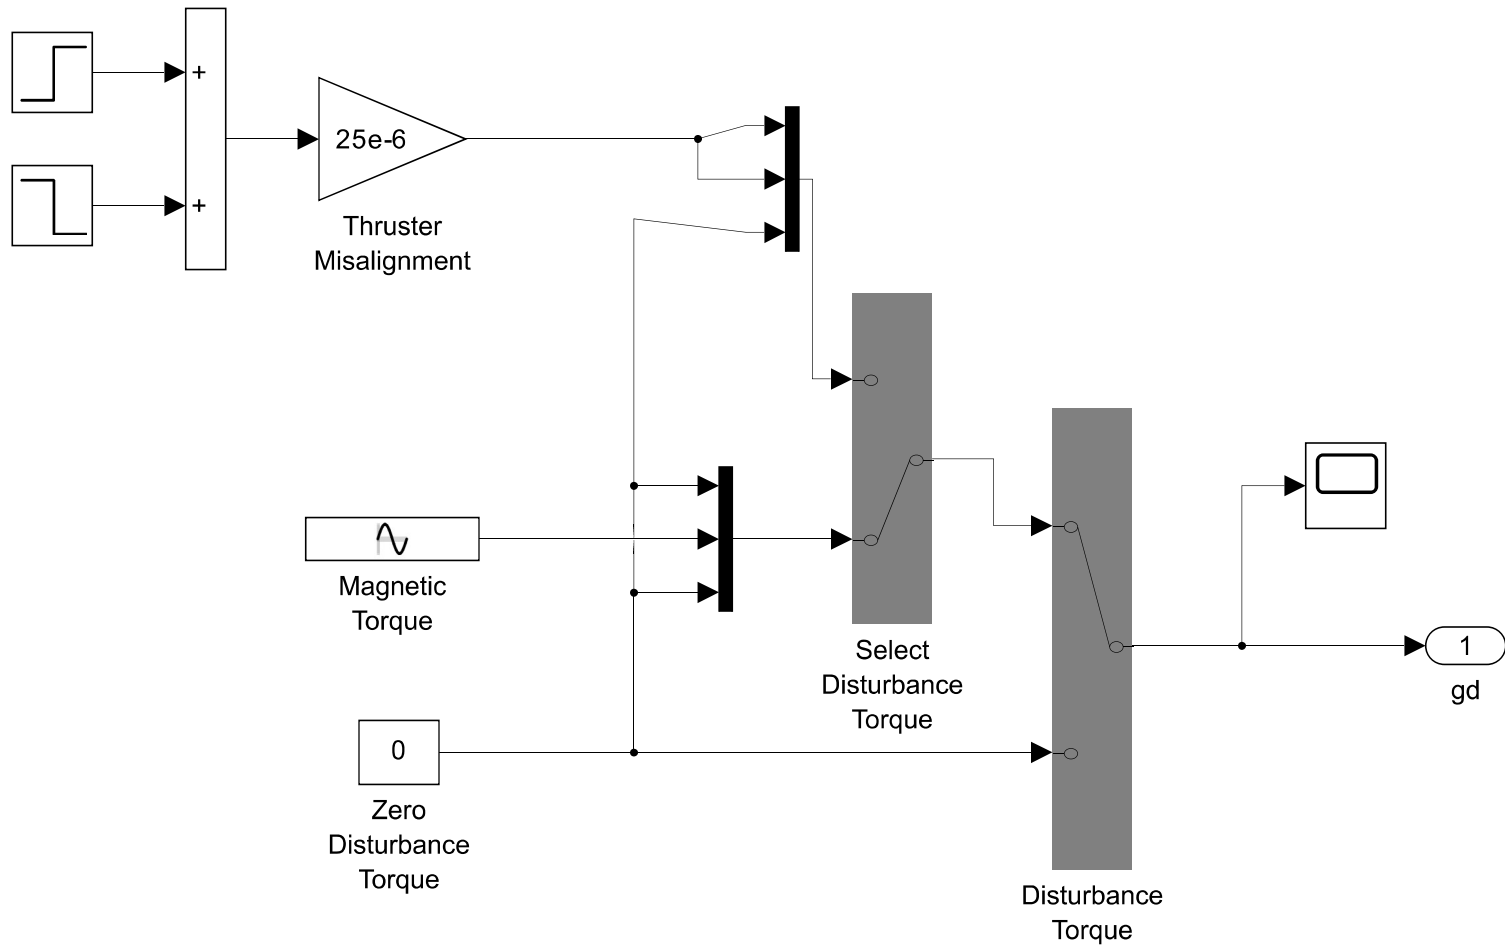 +
25e-6
+
Thruster
Misalignment
Magnetic
Torque
Select
Disturbance
Torque
1
gd
0
Zero
Disturbance
Torque
Disturbance
Torque